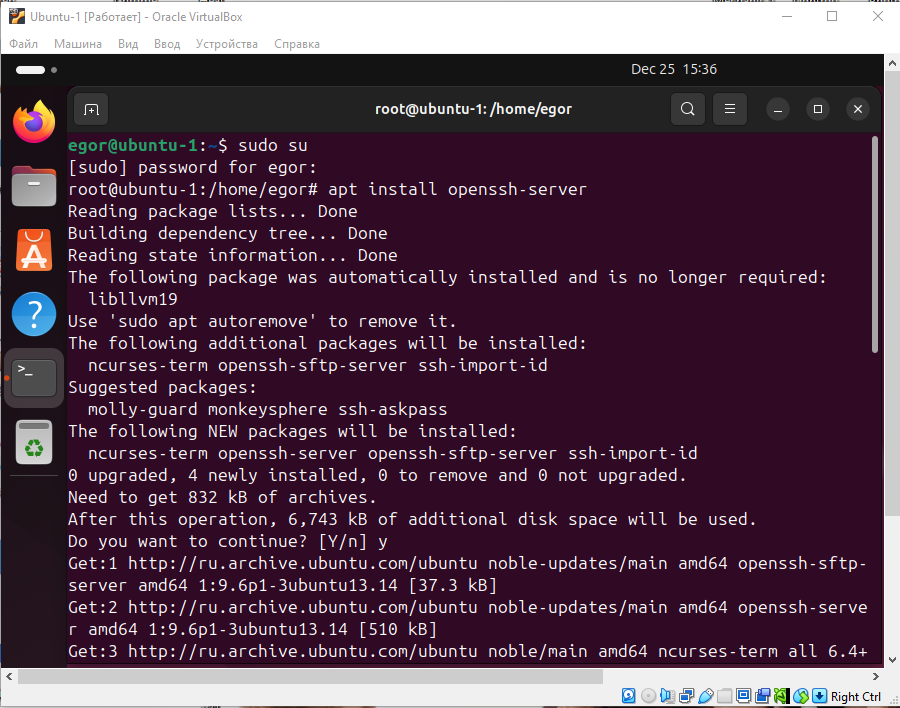 Ubuntu-1 [Работает] - Oracle VirtualBox
Файл Машина Вид Ввод Устройства Справка
Dec 25 15:36
root@ubuntu-1: /home/egor
egor@ubuntu-1:~$ sudo su
[sudo] password for egor:
root@ubuntu-1:/home/egor# apt install openssh-server
Reading package lists... Done
Building dependency tree... Done
Reading state information... Done
The following package was automatically installed and is no longer required:
  libllvm19
Use 'sudo apt autoremove' to remove it.
The following additional packages will be installed:
  ncurses-term openssh-sftp-server ssh-import-id
Suggested packages:
  molly-guard monkeysphere ssh-askpass
The following NEW packages will be installed:
  ncurses-term openssh-server openssh-sftp-server ssh-import-id
0 upgraded, 4 newly installed, 0 to remove and 0 not upgraded.
Need to get 832 kB of archives.
After this operation, 6,743 kB of additional disk space will be used.
Do you want to continue? [Y/n] y
Get:1 http://ru.archive.ubuntu.com/ubuntu noble-updates/main amd64 openssh-sftp-
server amd64 1:9.6p1-3ubuntu13.14 [37.3 kB]
Get:2 http://ru.archive.ubuntu.com/ubuntu noble-updates/main amd64 openssh-serve
r amd64 1:9.6p1-3ubuntu13.14 [510 kB]
Get:3 http://ru.archive.ubuntu.com/ubuntu noble/main amd64 ncurses-term all 6.4+
Right Ctrl